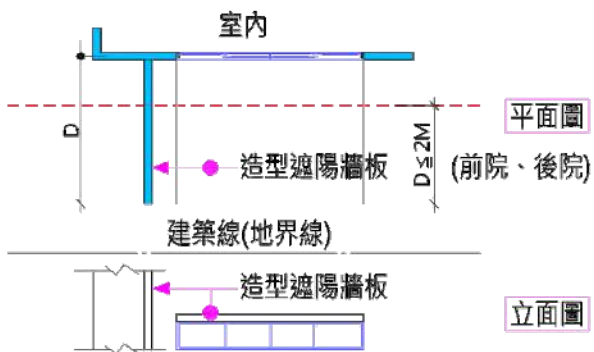 室內
平面圖
D
D≦2M
造型遮陽牆板
(前院、後院)
建築線(地界線)
造型遮陽牆板
立面圖